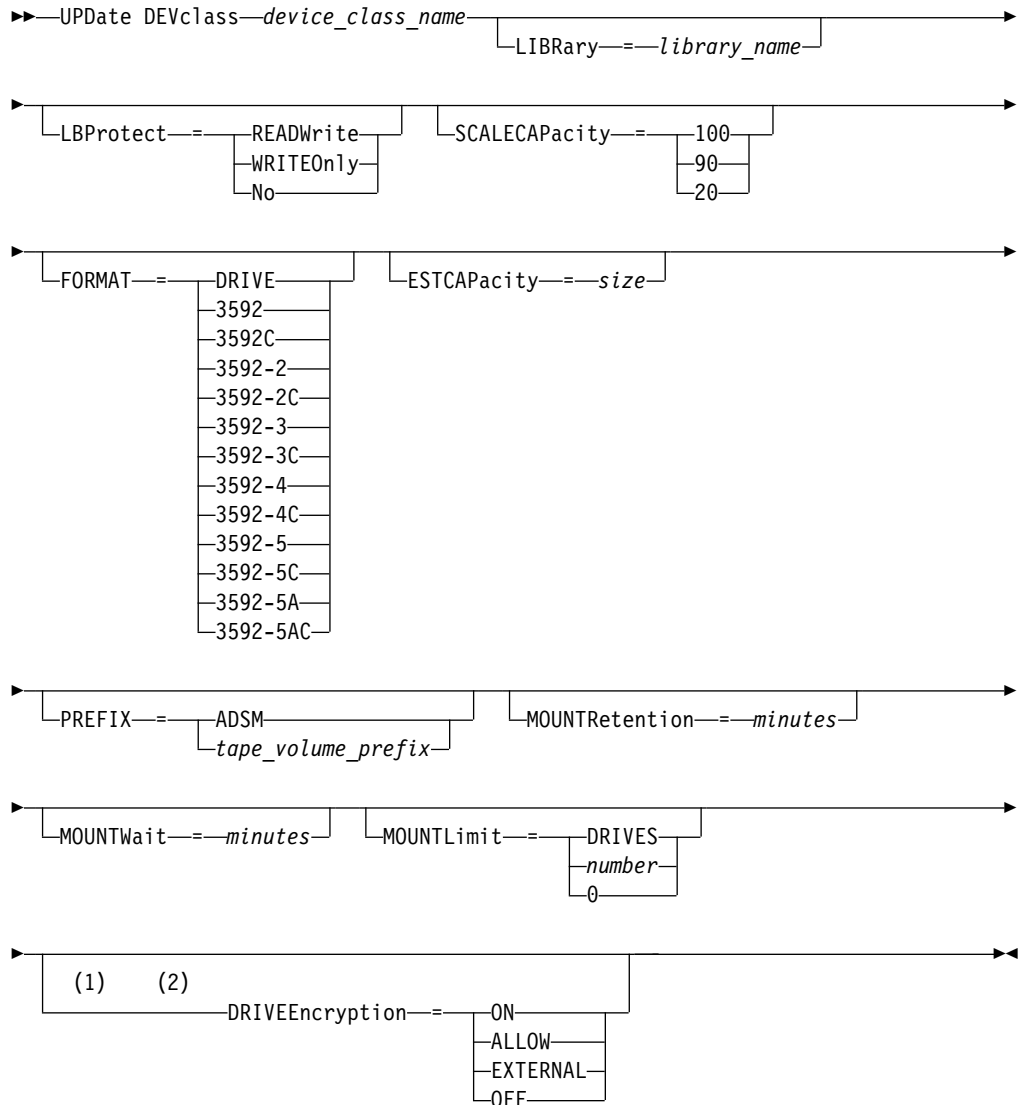 UPDate DEVclass device_class_name
LIBRary = library_name
LBProtect = READWrite
WRITEOnly
No
SCALECAPacity = 100
90
20
FORMAT = DRIVE
3592
3592C
3592-2
3592-2C
3592-3
3592-3C
3592-4
3592-4C
3592-5
3592-5C
3592-5A
3592-5AC
ESTCAPacity = size
PREFIX = ADSM
tape_volume_prefix
MOUNTRetention = minutes
MOUNTWait = minutes
MOUNTLimit = DRIVES
number
0
(1) (2)
DRIVEEncryption = ON
ALLOW
EXTERNAL
OFF